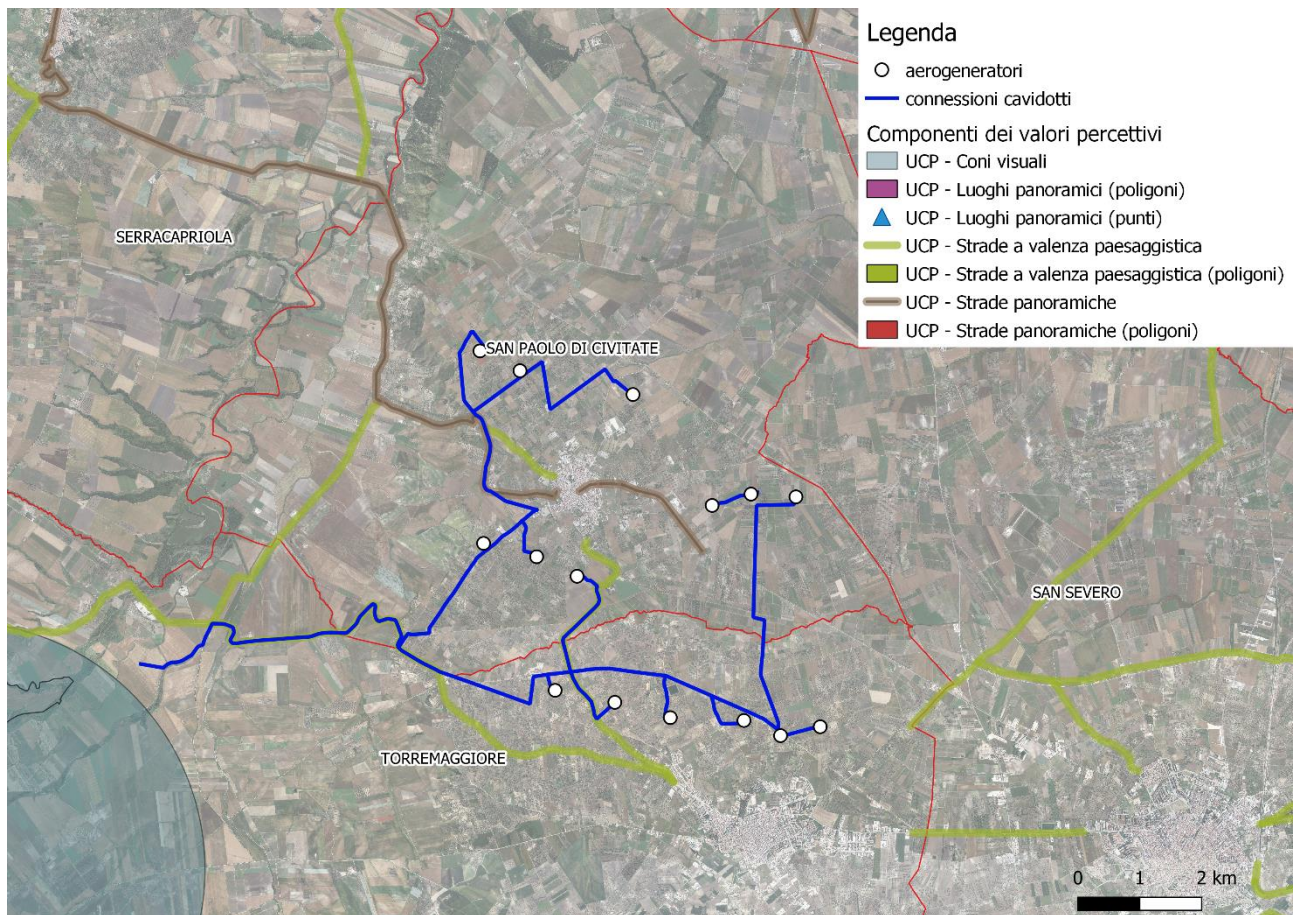 Legenda
aerogeneratori
connessioni cavidotti
Componenti dei valori percettivi
UCP - Coni visuali
UCP - Luoghi panoramici (poligoni)
UCP - Luoghi panoramici (punti)
UCP - Strade a valenza paesaggistica
UCP - Strade a valenza paesaggistica (poligoni)
UCP - Strade panoramiche
UCP - Strade panoramiche (poligoni)
SERRACAPRIOLA
SAN PAOLO DI CIVITATE
SAN SEVERO
TORREMAGGIORE
0 1 2 km